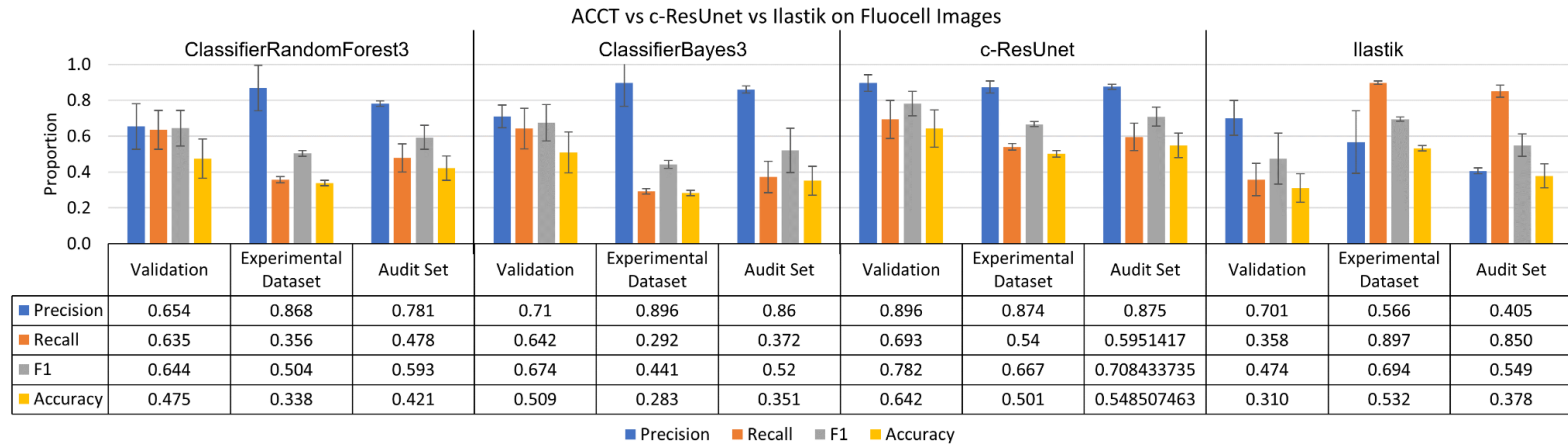 ACCT vs c-ResUnet vs Ilastik on Fluocell Images
ClassifierRandomForest3 ClassifierBayes3 c-ResUnet Ilastik
Proportion
1.0
0.8
0.6
0.4
0.2
0.0
Validation Experimental Dataset Audit Set Validation Experimental Dataset Audit Set Validation Experimental Dataset Audit Set Validation Experimental Dataset Audit Set
Precision 0.654 0.868 0.781 0.71 0.896 0.86 0.896 0.874 0.875 0.701 0.566 0.405
Recall 0.635 0.356 0.478 0.642 0.292 0.372 0.693 0.54 0.5951417 0.358 0.897 0.850
F1 0.644 0.504 0.593 0.674 0.441 0.52 0.782 0.667 0.708433735 0.474 0.694 0.549
Accuracy 0.475 0.338 0.421 0.509 0.283 0.351 0.642 0.501 0.548507463 0.310 0.532 0.378
Precision Recall F1 Accuracy